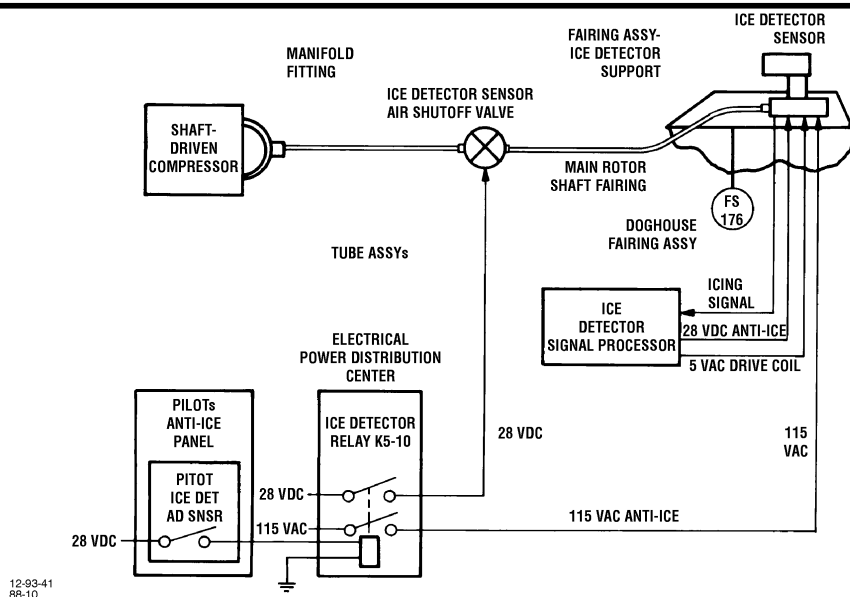 ICE DETECTOR
SENSOR
FAIRING ASSY-
ICE DETECTOR
SUPPORT
MANIFOLD
FITTING
ICE DETECTOR SENSOR
AIR SHUTOFF VALVE
SHAFT-
DRIVEN
COMPRESSOR
MAIN ROTOR
SHAFT FAIRING
FS
176
DOGHOUSE
FAIRING ASSY
TUBE ASSYs
ICING
SIGNAL
ICE
DETECTOR
SIGNAL PROCESSOR
28 VDC ANTI-ICE
5 VAC DRIVE COIL
ELECTRICAL
POWER DISTRIBUTION
CENTER
PILOTs
ANTI-ICE
PANEL
ICE DETECTOR
RELAY K5-10
28 VDC
115
VAC
PITOT
ICE DET
AD SNSR
28 VDC
115 VAC
115 VAC ANTI-ICE
28 VDC
12-93-41
88-10